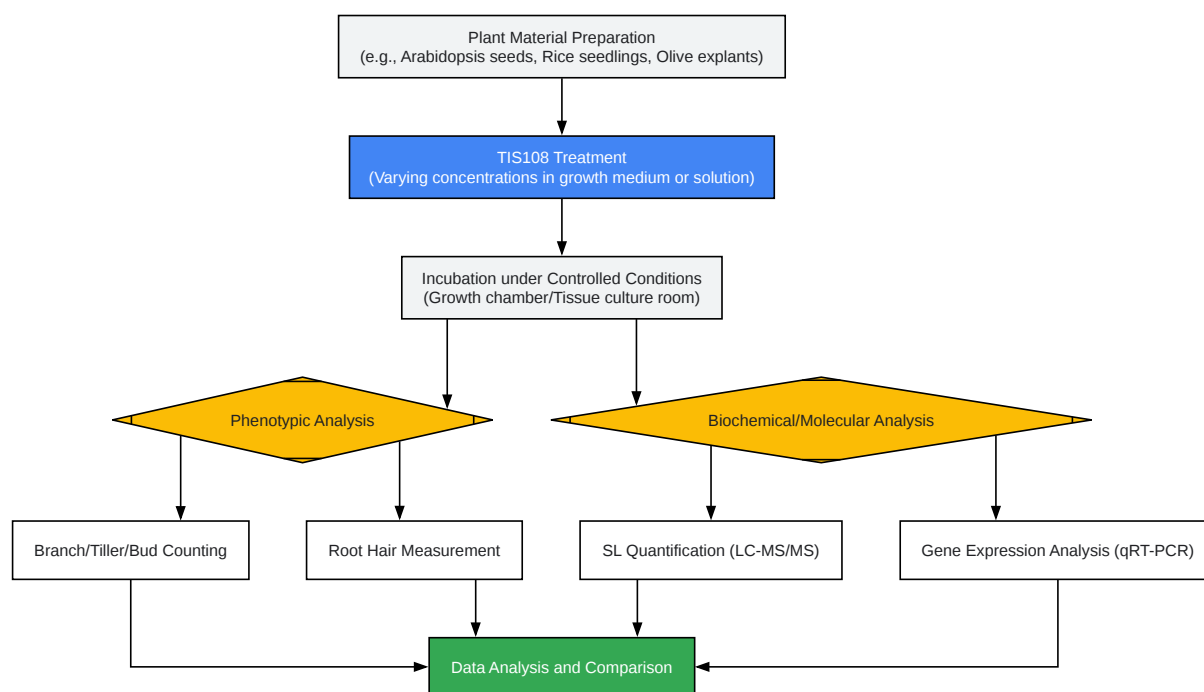 Plant Material Preparation
(e.g., Arabidopsis seeds, Rice seedlings, Olive explants)
TIS108 Treatment
(Varying concentrations in growth medium or solution)
Incubation under Controlled Conditions
(Growth chamber/Tissue culture room)
Phenotypic Analysis
Biochemical/Molecular Analysis
Branch/Tiller/Bud Counting
Root Hair Measurement
SL Quantification (LC-MS/MS)
Gene Expression Analysis (qRT-PCR)
Data Analysis and Comparison